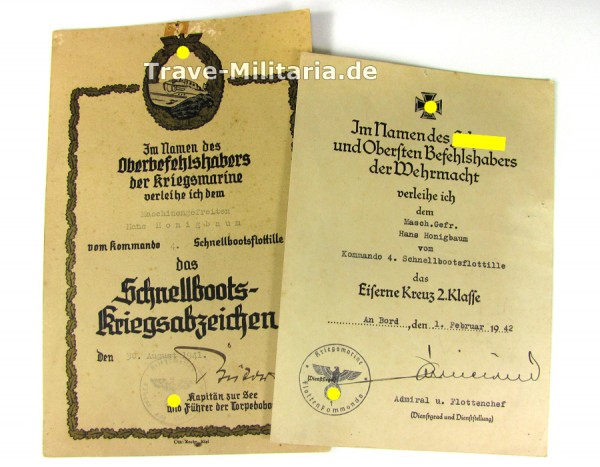 Trave-Militaria.de
Im Namen des
Oberbefehlshabers
der Kriegsmarine
verleihe ich dem
Maschinengefreiten
Hans Honigbaum
vom Kommando 4. Schnellbootsflottille
das
Schnellboots-
Kriegsabzeichen
Den 30. August 1941.
Kapitän zur See
und Führer der Torpedobo
Im Namen des
und Obersten Befehlshabers
der Wehrmacht
verleihe ich
dem
Masch.Gefr.
Hans Honigbaum
vom
Kommando 4. Schnellbootsflottille
das
Eiserne Kreuz 2.Klasse
An Bord, den 1. Februar 1942
Kriegsmarine
(Dienstsiegel)
Flottenkommando
Admiral u. Flottenchef
(Dienstgrad und Dienststellung)